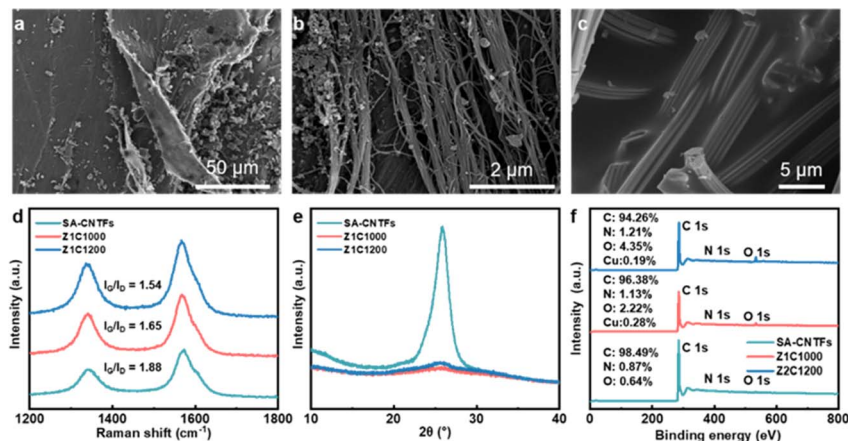 a
50 µm
b
2 µm
c
5 µm
d
SA-CNTFs
Z1C1000
Z1C1200
I_G/I_D = 1.54
I_G/I_D = 1.65
I_G/I_D = 1.88
Intensity (a.u.)
1200 1400 1600 1800
Raman shift (cm⁻¹)
e
SA-CNTFs
Z1C1000
Z1C1200
Intensity (a.u.)
10 20 30 40
2θ (°)
f
C: 94.26%
N: 1.21%
O: 4.35%
Cu:0.19%
C 1s
N 1s O 1s
C: 96.38%
N: 1.13%
O: 2.22%
Cu:0.28%
C 1s
N 1s O 1s
C: 98.49%
N: 0.87%
O: 0.64%
C 1s
N 1s O 1s
SA-CNTFs
Z1C1000
Z2C1200
Intensity (a.u.)
0 200 400 600 800
Binding energy (eV)